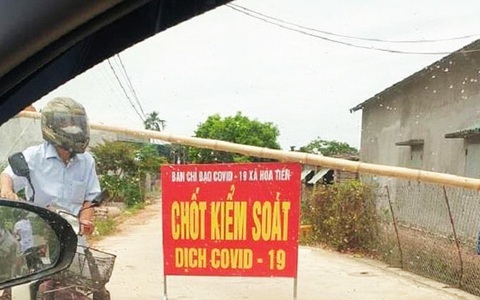 BAN CHỈ ĐẠO COVID - 19 XÃ HÒA TIẾN
CHỐT KIỂM SOÁT
DỊCH COVID - 19